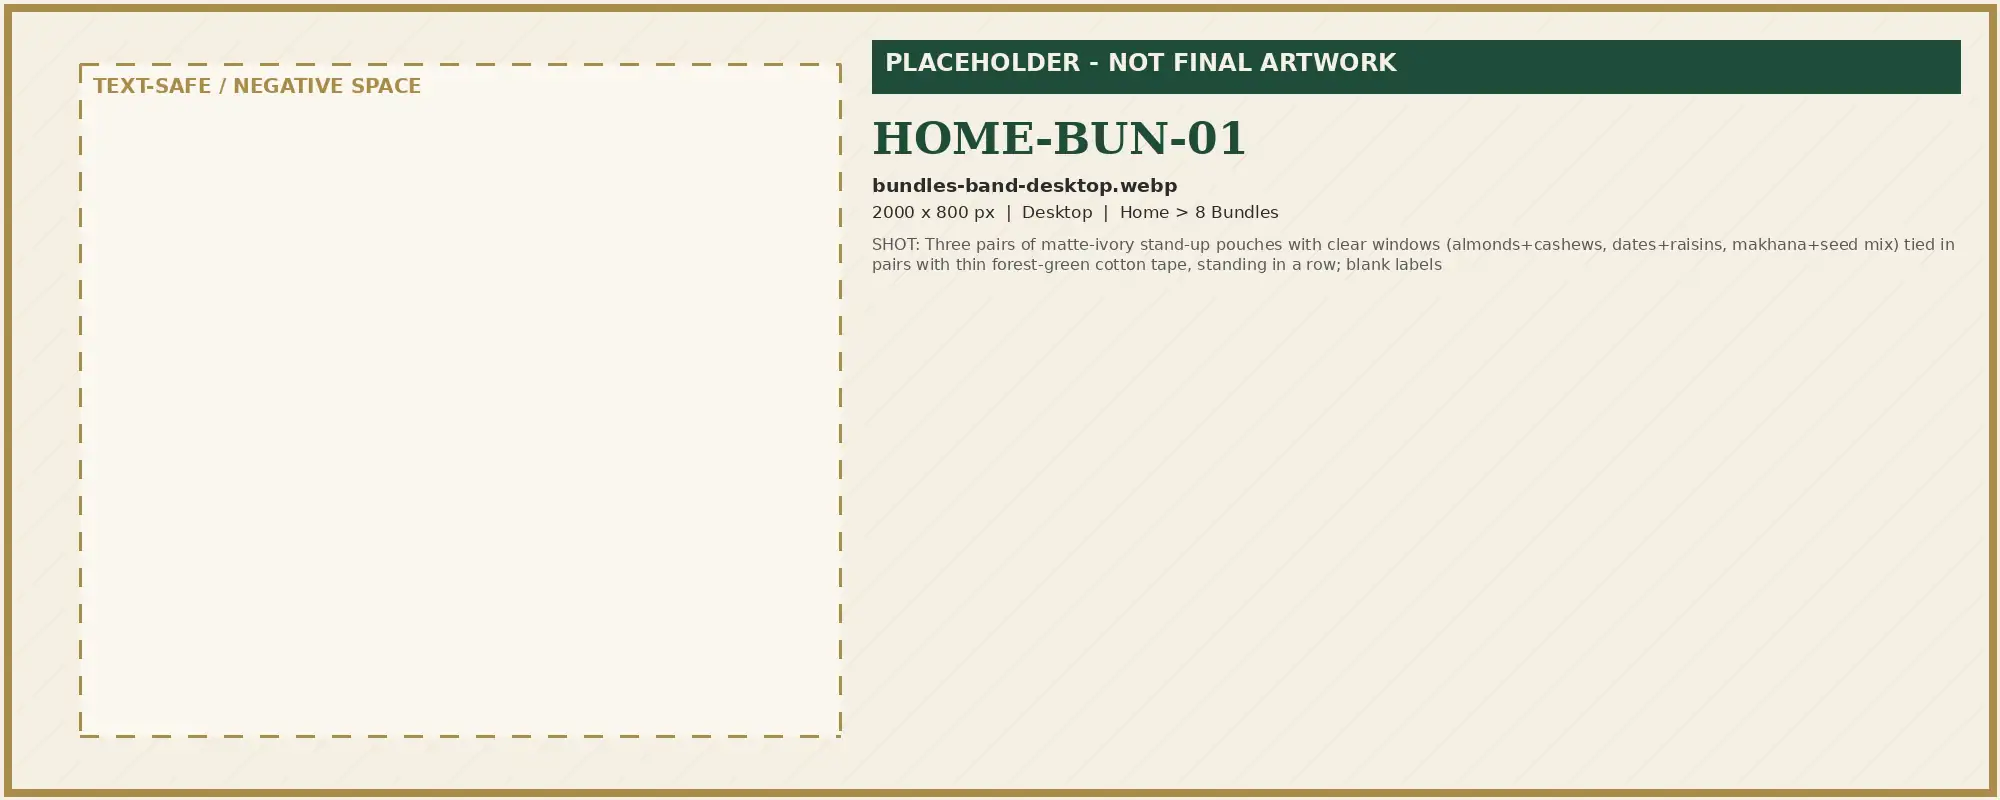 TEXT-SAFE / NEGATIVE SPACE
PLACEHOLDER - NOT FINAL ARTWORK
HOME-BUN-01
bundles-band-desktop.webp
2000 x 800 px | Desktop | Home > 8 Bundles
SHOT: Three pairs of matte-ivory stand-up pouches with clear windows (almonds+cashews, dates+raisins, makhana+seed mix) tied in
pairs with thin forest-green cotton tape, standing in a row; blank labels